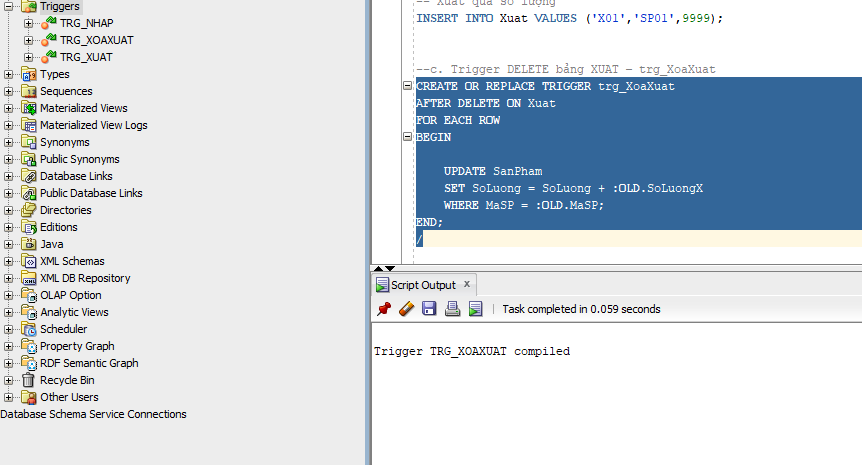 Triggers
TRG_NHAP
TRG_XOAXUAT
TRG_XUAT
Types
Sequences
Materialized Views
Materialized View Logs
Synonyms
Public Synonyms
Database Links
Public Database Links
Directories
Editions
Java
XML Schemas
XML DB Repository
OLAP Option
Analytic Views
Scheduler
Property Graph
RDF Semantic Graph
Recycle Bin
Other Users
Database Schema Service Connections
-- Xuat qua so luong
INSERT INTO Xuat VALUES ('X01','SP01',9999);
--c. Trigger DELETE bảng XUAT – trg_XoaXuat
CREATE OR REPLACE TRIGGER trg_XoaXuat
AFTER DELETE ON Xuat
FOR EACH ROW
BEGIN
UPDATE SanPham
SET SoLuong = SoLuong + :OLD.SoLuongX
WHERE MaSP = :OLD.MaSP;
END;
/
Script Output x
Task completed in 0.059 seconds
Trigger TRG_XOAXUAT compiled